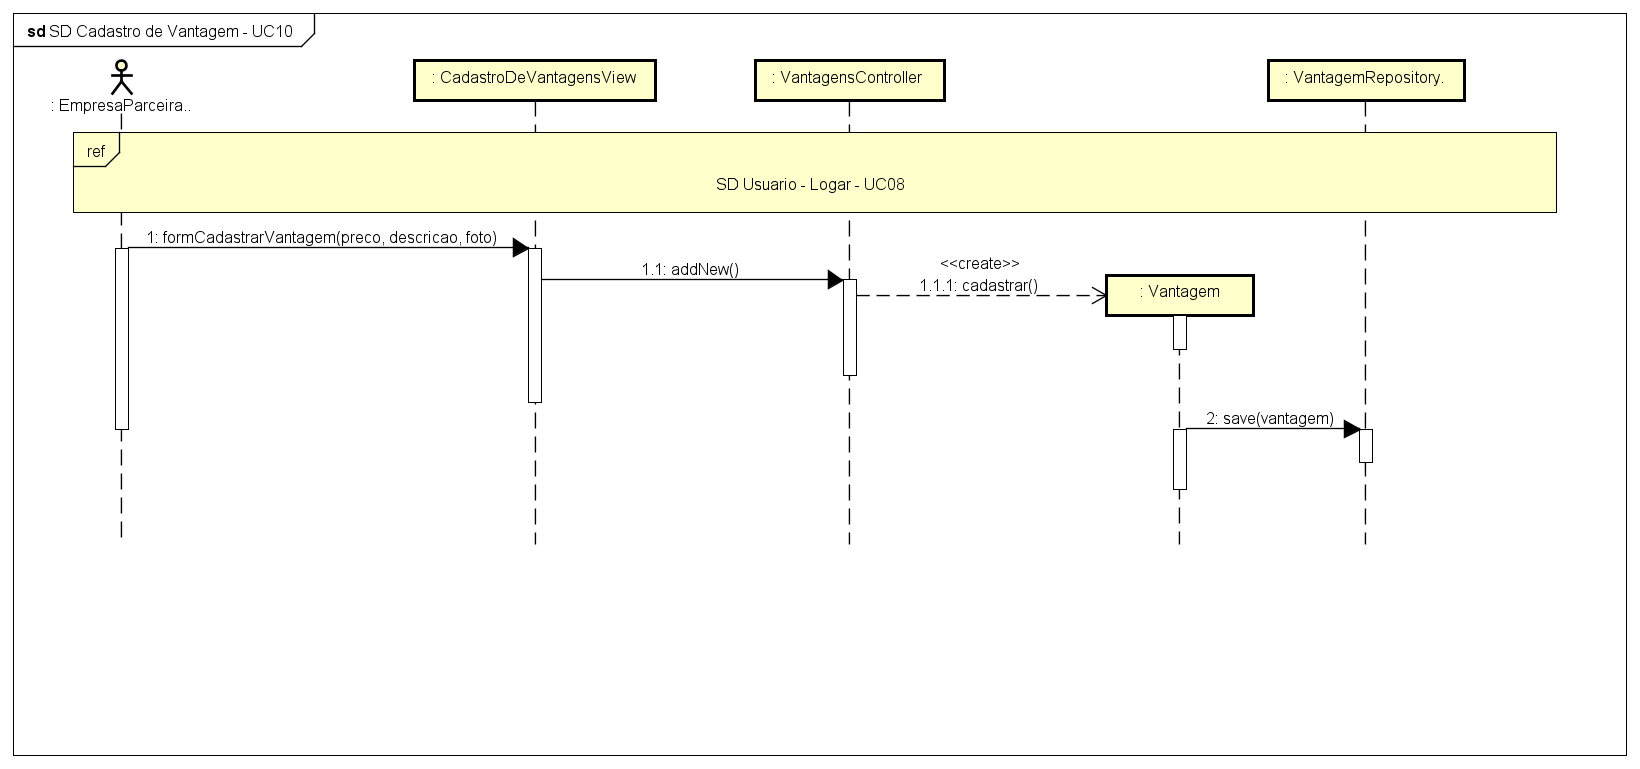 sd SD Cadastro de Vantagem - UC10
: EmpresaParceira..
: CadastroDeVantagensView
: VantagensController
: VantagemRepository.
ref
SD Usuario - Logar - UC08
1: formCadastrarVantagem(preco, descricao, foto)
1.1: addNew()
<<create>>
1.1.1: cadastrar()
: Vantagem
2: save(vantagem)